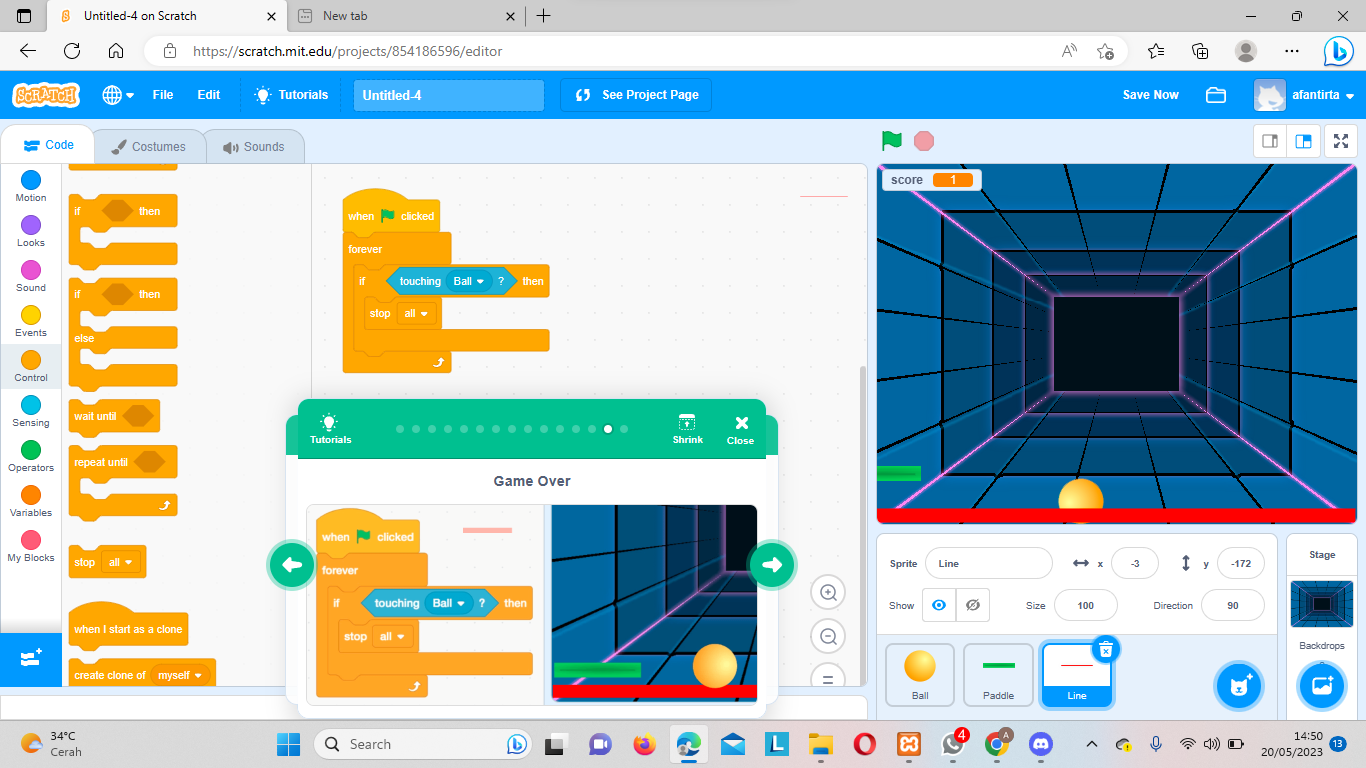 Untitled-4 on Scratch
New tab
https://scratch.mit.edu/projects/854186596/editor
SCRATCH
File
Edit
Tutorials
Untitled-4
See Project Page
Save Now
afantirta
Code
Costumes
Sounds
Motion
Looks
Sound
Events
Control
Sensing
Operators
Variables
My Blocks
if then
if then
else
wait until
repeat until
stop all
when I start as a clone
create clone of myself
when clicked
forever
if touching Ball ? then
stop all
Tutorials
Shrink
Close
Game Over
when clicked
forever
if touching Ball ? then
stop all
score 1
Sprite Line x -3 y -172
Show Size 100 Direction 90
Ball
Paddle
Line
Stage
Backdrops
34°C
Cerah
Search
L
4
A
14:50
20/05/2023
13